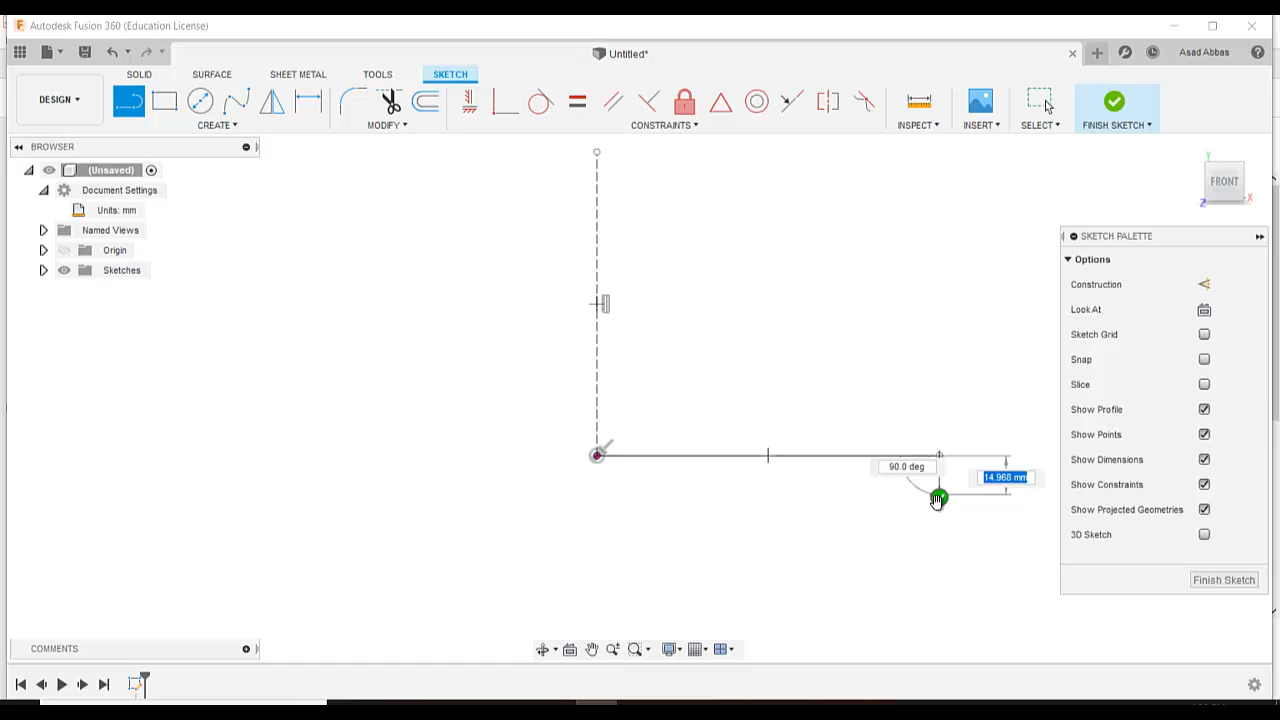 Autodesk Fusion 360 (Education License)
Untitled*
Asad Abbas
SOLID
SURFACE
SHEET METAL
TOOLS
SKETCH
DESIGN
CREATE
MODIFY
CONSTRAINTS
INSPECT
INSERT
SELECT
FINISH SKETCH
BROWSER
(Unsaved)
Document Settings
Units: mm
Named Views
Origin
Sketches
Y
FRONT
X
Z
SKETCH PALETTE
Options
Construction
Look At
Sketch Grid
Snap
Slice
Show Profile
Show Points
Show Dimensions
Show Constraints
Show Projected Geometries
3D Sketch
Finish Sketch
90.0 deg
14.968 mm
COMMENTS